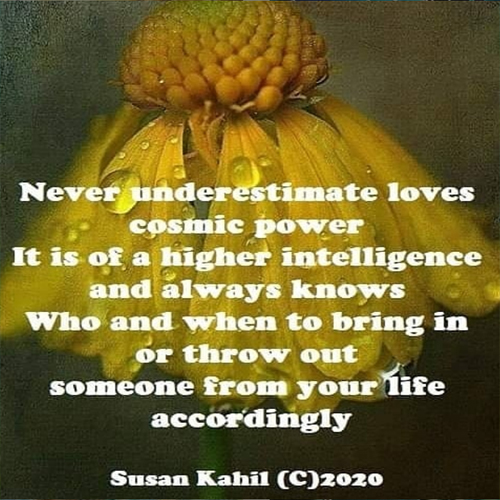 Never underestimate loves
cosmic power
It is of a higher intelligence
and always knows
Who and when to bring in
or throw out
someone from your life
accordingly
Susan Kahil (C)2020